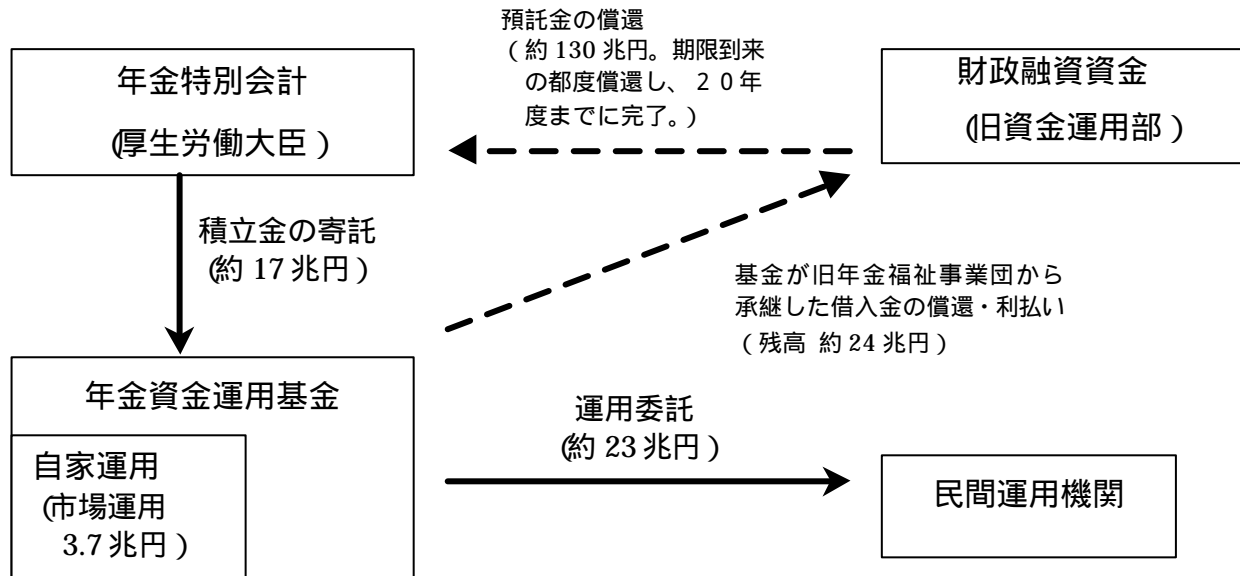 預託金の償還
(約 130 兆円。期限到来
の都度償還し、20年
度までに完了。)
年金特別会計
(厚生労働大臣)
財政融資資金
(旧資金運用部)
積立金の寄託
(約 17 兆円)
基金が旧年金福祉事業団から
承継した借入金の償還・利払い
(残高 約 24 兆円)
年金資金運用基金
自家運用
(市場運用
3.7 兆円)
運用委託
(約 23 兆円)
民間運用機関